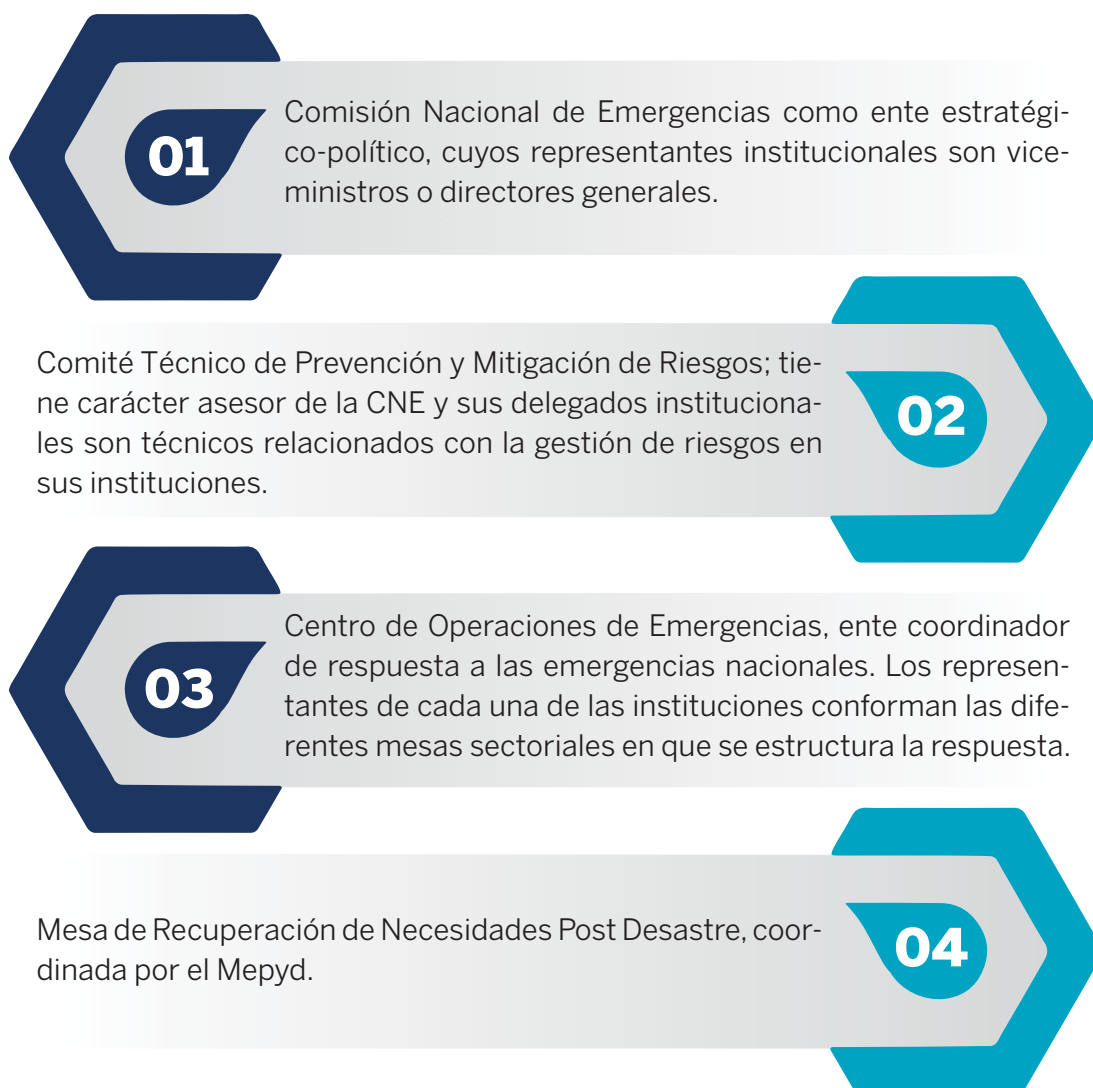 01
Comisión Nacional de Emergencias como ente estratégi-
co-político, cuyos representantes institucionales son vice-
ministros o directores generales.
Comité Técnico de Prevención y Mitigación de Riesgos; tie-
ne carácter asesor de la CNE y sus delegados instituciona-
les son técnicos relacionados con la gestión de riesgos en
sus instituciones.
02
03
Centro de Operaciones de Emergencias, ente coordinador
de respuesta a las emergencias nacionales. Los represen-
tantes de cada una de las instituciones conforman las dife-
rentes mesas sectoriales en que se estructura la respuesta.
Mesa de Recuperación de Necesidades Post Desastre, coor-
dinada por el Mepyd.
04